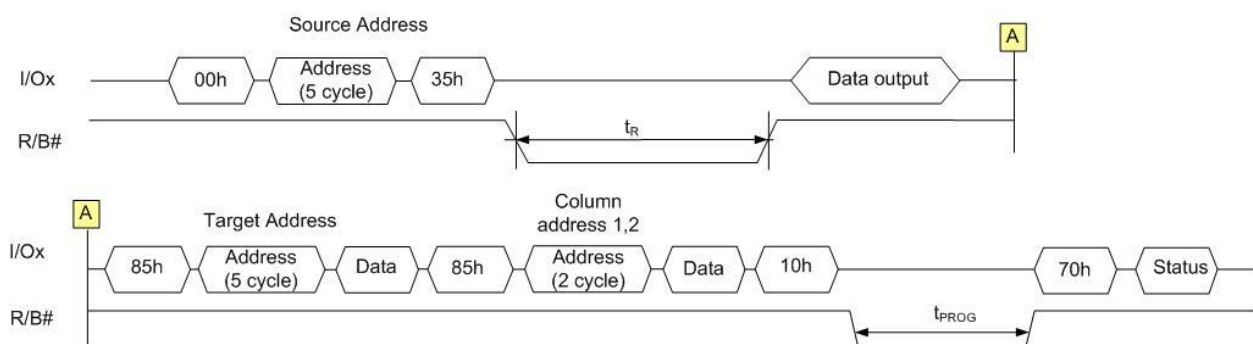 Source Address
A
I/Ox
00h
Address
(5 cycle)
35h
Data output
R/B#
tR
A
Target Address
Column
address 1,2
I/Ox
85h
Address
(5 cycle)
Data
85h
Address
(2 cycle)
Data
10h
70h
Status
R/B#
tPROG